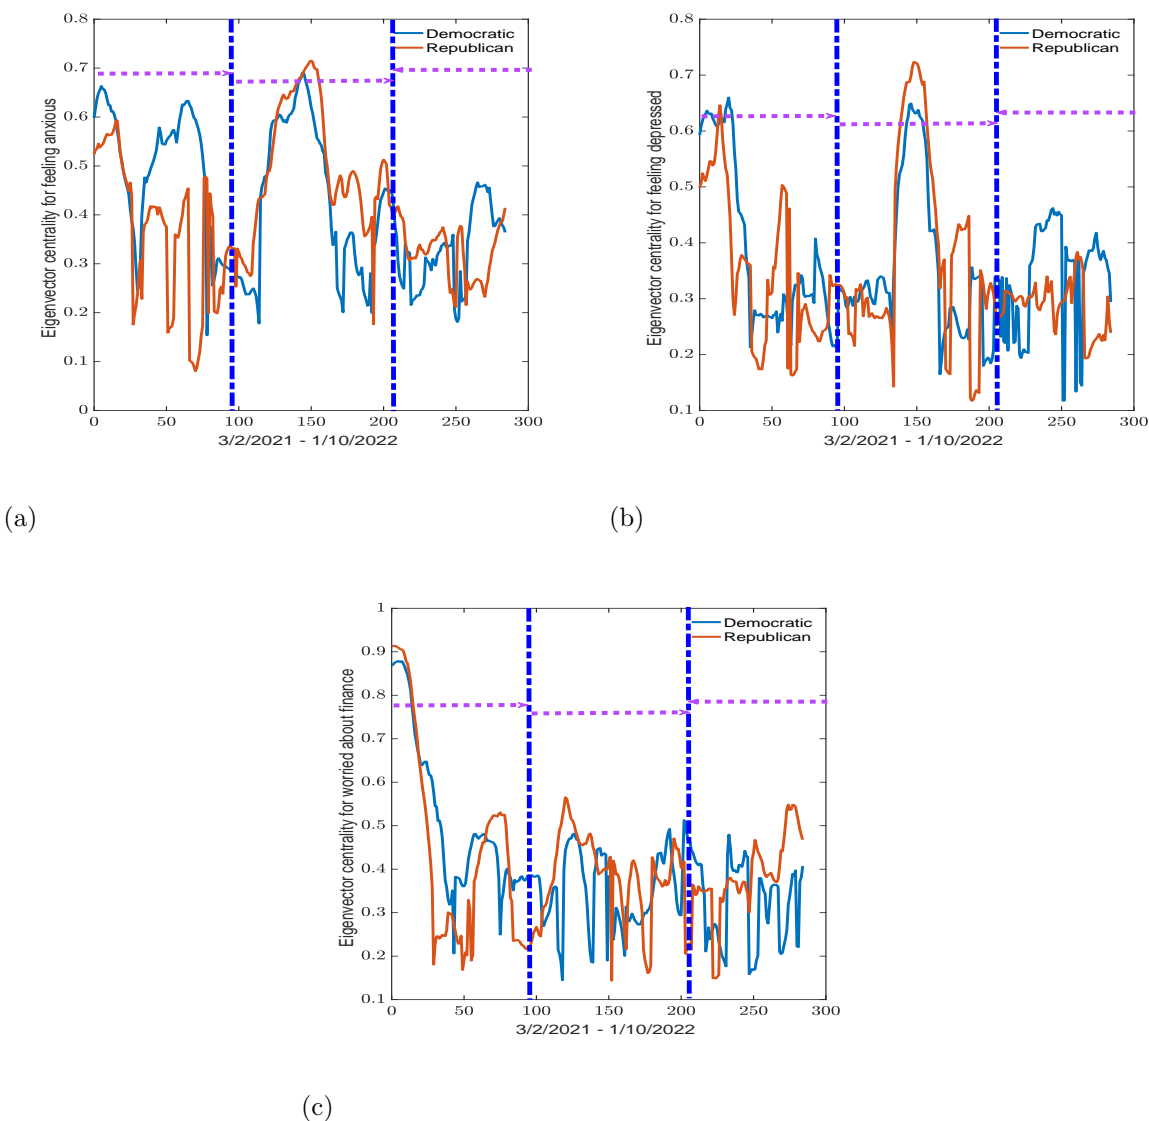 Eigenvector centrality for feeling anxious
0.8
0.7
0.6
0.5
0.4
0.3
0.2
0.1
0
Democratic
Republican
0 50 100 150 200 250 300
3/2/2021 - 1/10/2022
(a)
Eigenvector centrality for feeling depressed
0.8
0.7
0.6
0.5
0.4
0.3
0.2
0.1
Democratic
Republican
0 50 100 150 200 250 300
3/2/2021 - 1/10/2022
(b)
Eigenvector centrality for worried about finance
1
0.9
0.8
0.7
0.6
0.5
0.4
0.3
0.2
0.1
Democratic
Republican
0 50 100 150 200 250 300
3/2/2021 - 1/10/2022
(c)